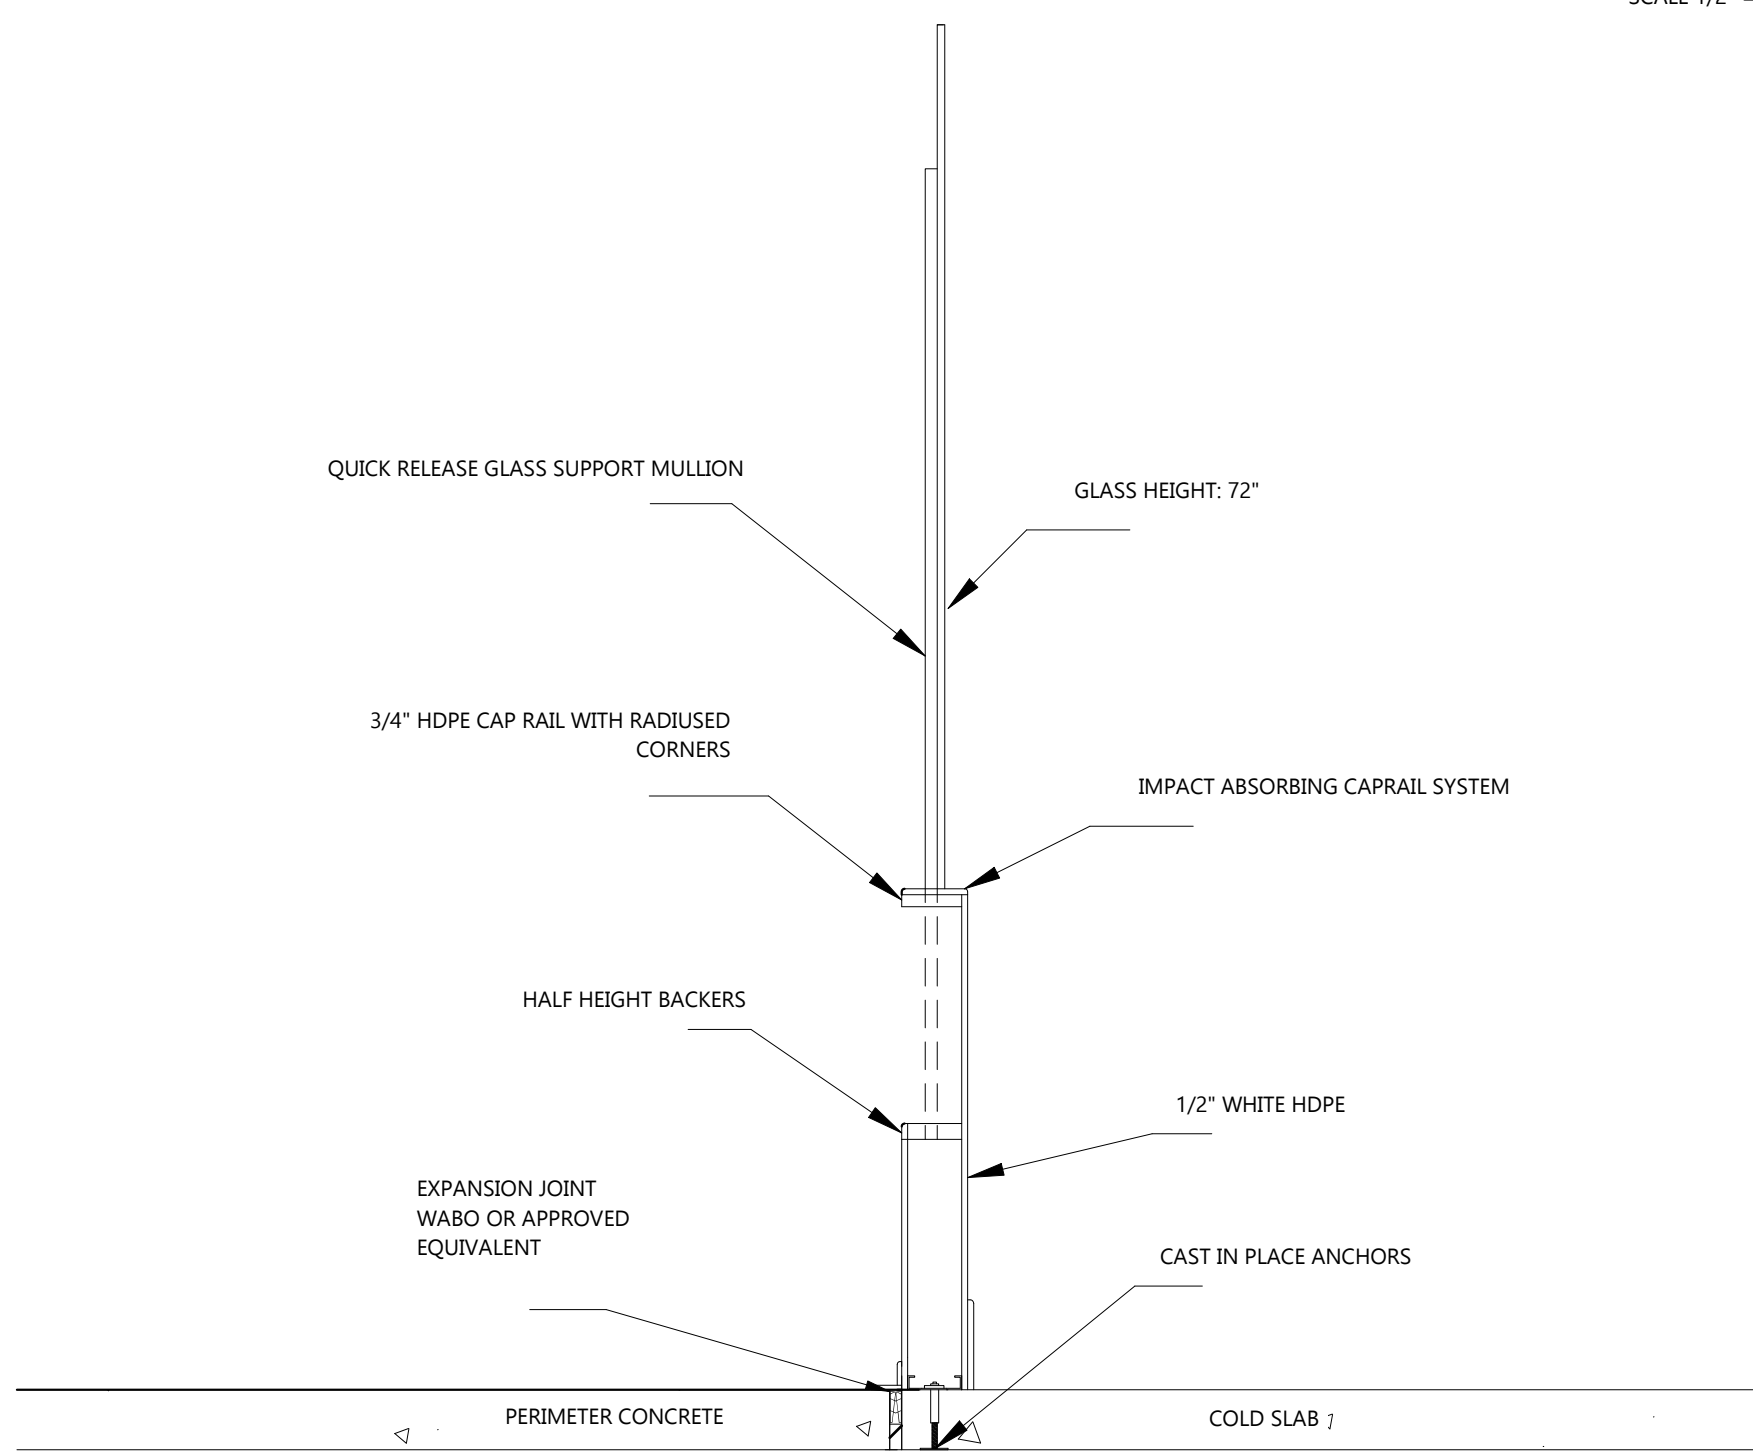 QUICK RELEASE GLASS SUPPORT MULLION
GLASS HEIGHT: 72"
3/4" HDPE CAP RAIL WITH RADIUSED
CORNERS
IMPACT ABSORBING CAPRAIL SYSTEM
HALF HEIGHT BACKERS
1/2" WHITE HDPE
EXPANSION JOINT
WABO OR APPROVED
EQUIVALENT
CAST IN PLACE ANCHORS
PERIMETER CONCRETE
COLD SLAB